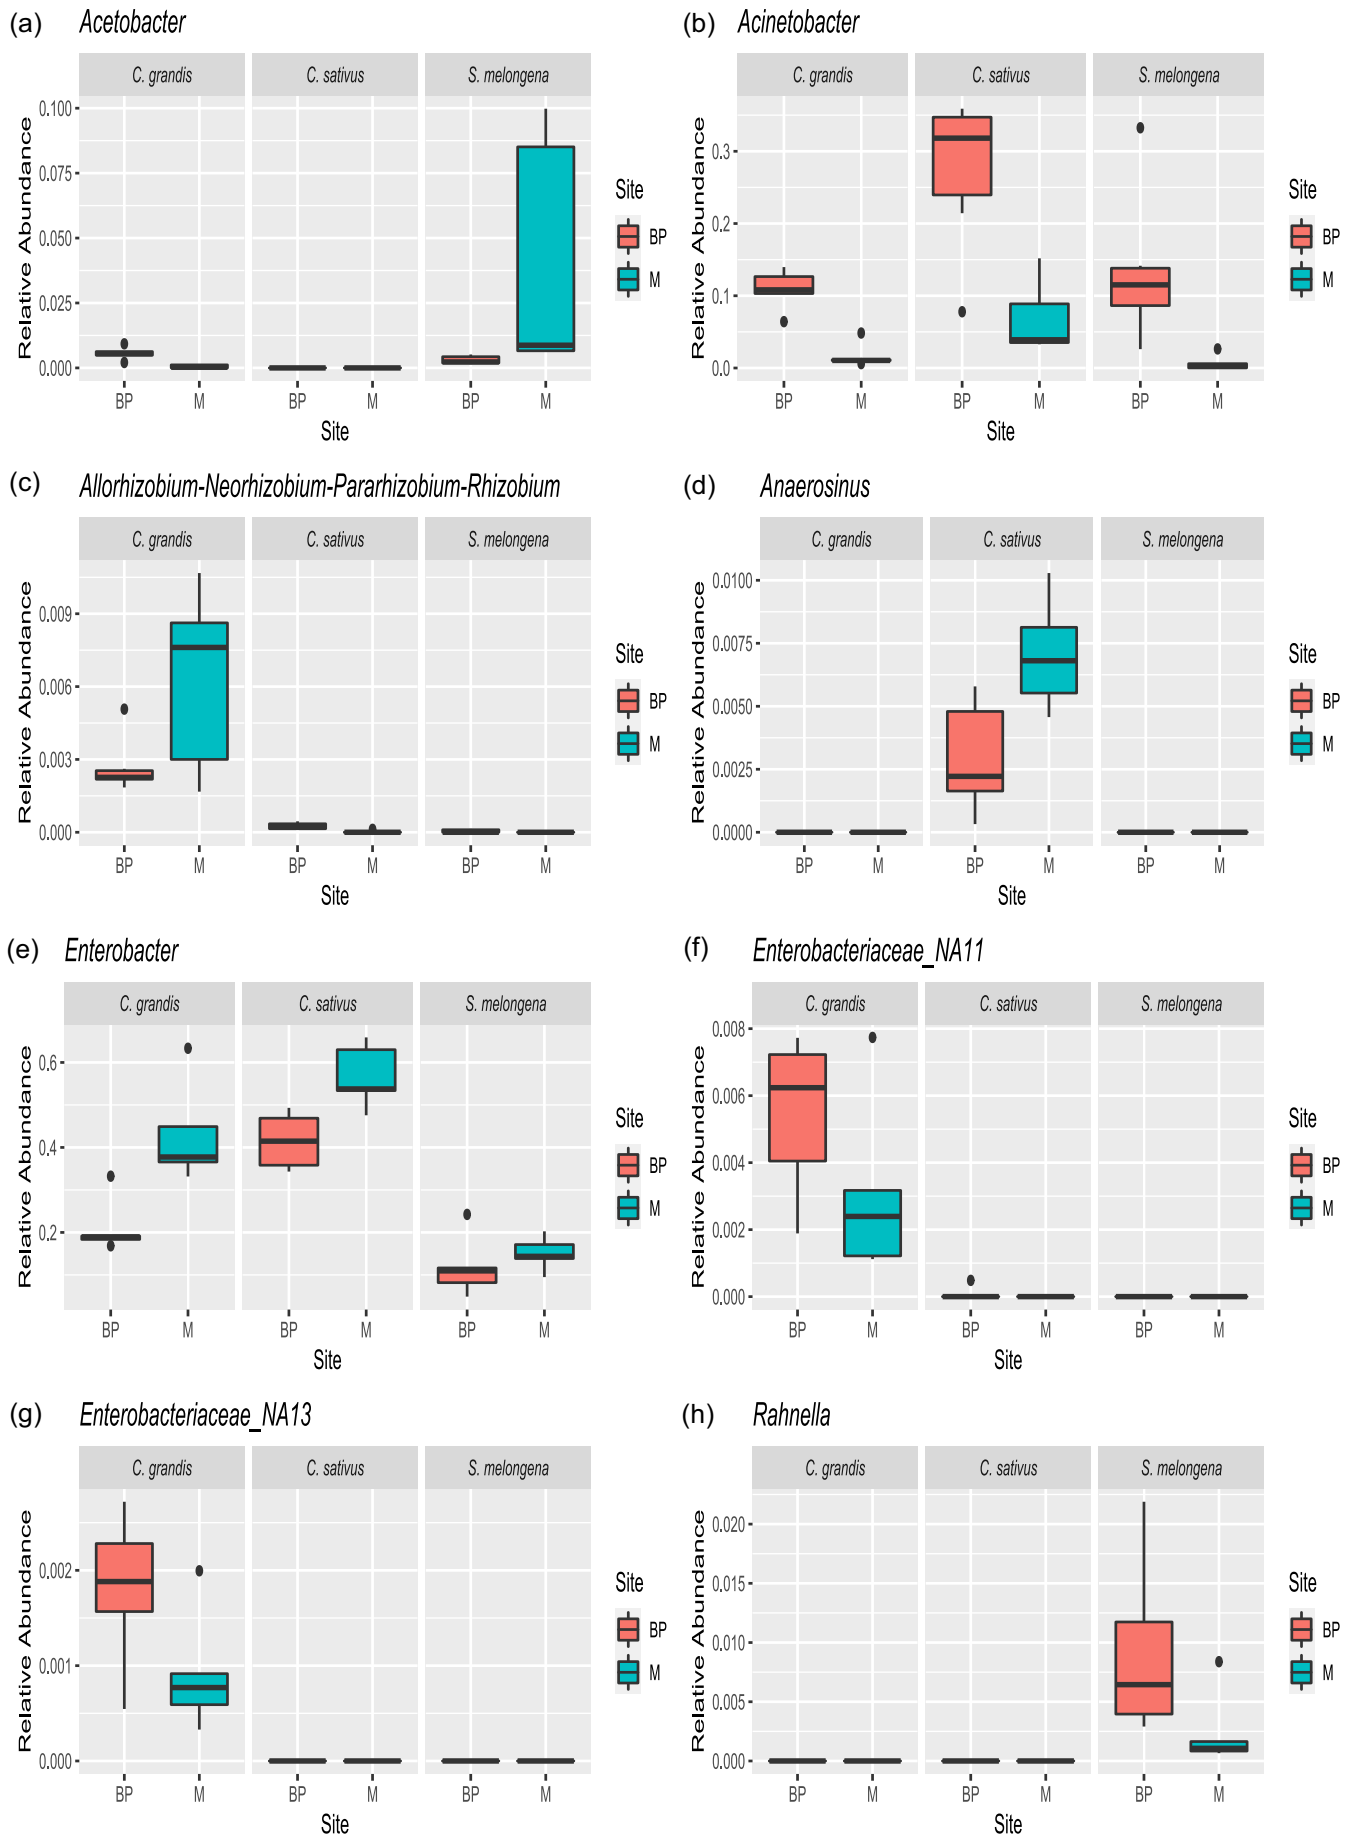 (a) Acetobacter
C. grandis C. sativus S. melongena
Relative Abundance
0.100
0.075
0.050
0.025
0.000
BP M BP M BP M
Site
Site
BP
M
(b) Acinetobacter
C. grandis C. sativus S. melongena
Relative Abundance
0.3
0.2
0.1
0.0
BP M BP M BP M
Site
Site
BP
M
(c) Allorhizobium-Neorhizobium-Pararhizobium-Rhizobium
C. grandis C. sativus S. melongena
Relative Abundance
0.009
0.006
0.003
0.000
BP M BP M BP M
Site
Site
BP
M
(d) Anaerosinus
C. grandis C. sativus S. melongena
Relative Abundance
0.0100
0.0075
0.0050
0.0025
0.0000
BP M BP M BP M
Site
Site
BP
M
(e) Enterobacter
C. grandis C. sativus S. melongena
Relative Abundance
0.6
0.4
0.2
BP M BP M BP M
Site
Site
BP
M
(f) Enterobacteriaceae_NA11
C. grandis C. sativus S. melongena
Relative Abundance
0.008
0.006
0.004
0.002
0.000
BP M BP M BP M
Site
Site
BP
M
(g) Enterobacteriaceae_NA13
C. grandis C. sativus S. melongena
Relative Abundance
0.002
0.001
0.000
BP M BP M BP M
Site
Site
BP
M
(h) Rahnella
C. grandis C. sativus S. melongena
Relative Abundance
0.020
0.015
0.010
0.005
0.000
BP M BP M BP M
Site
Site
BP
M